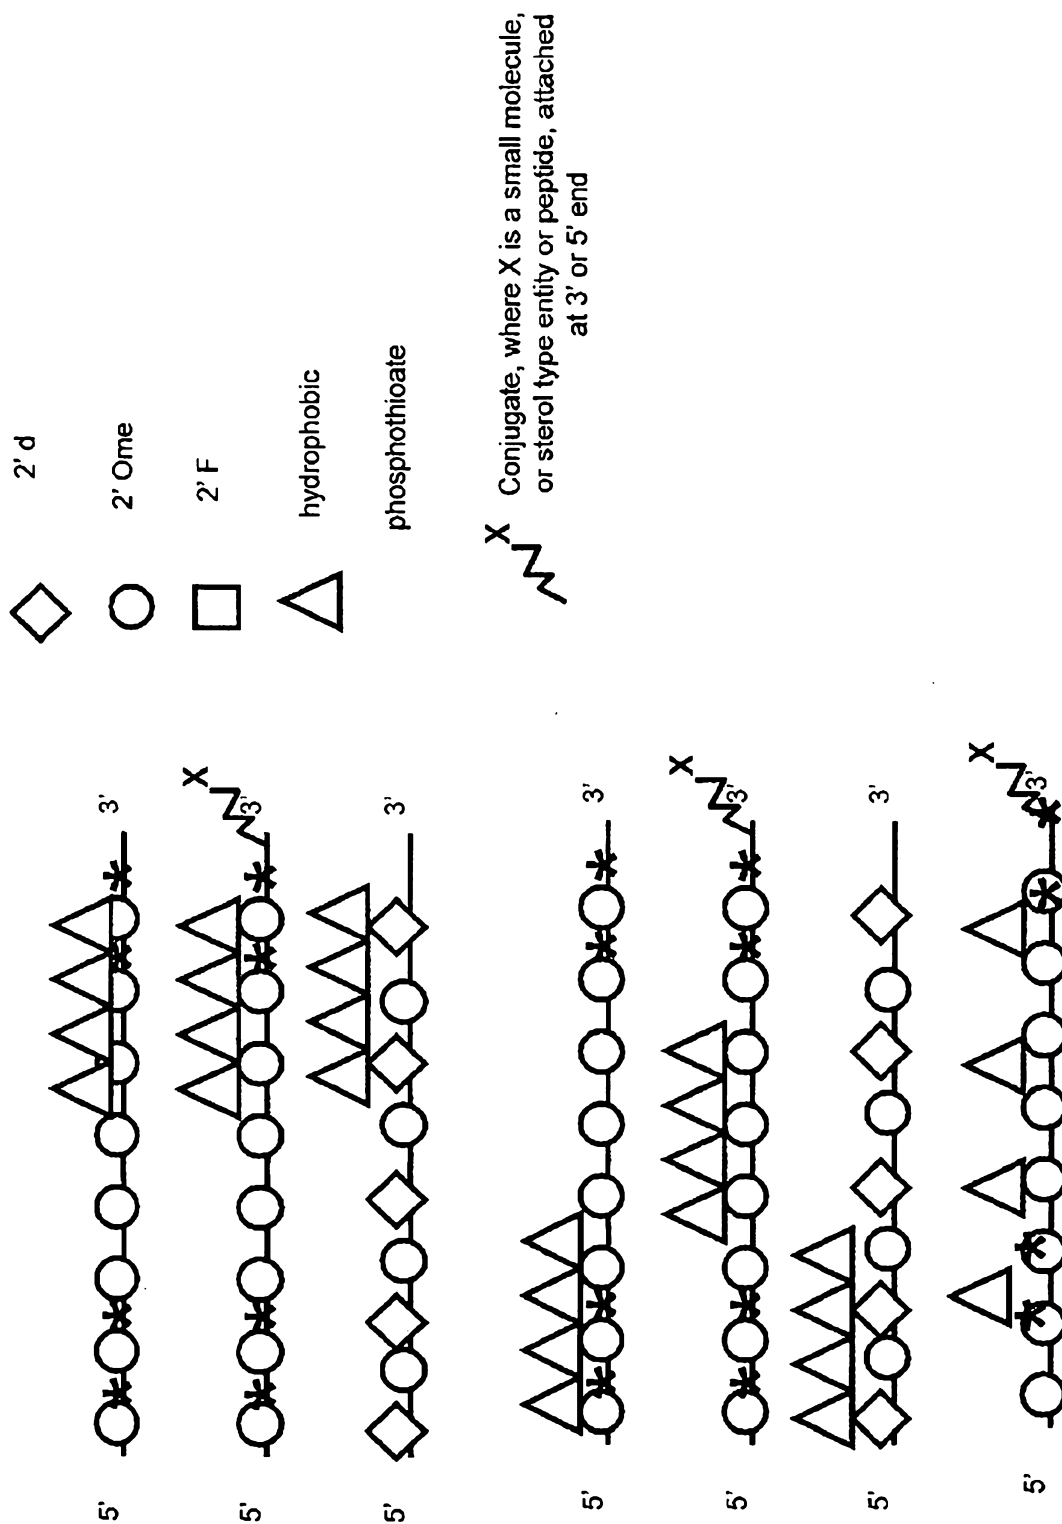 2' d
2' Ome
2' F
hydrophobic
phosphothioate
X
Conjugate, where X is a small molecule,
or sterol type entity or peptide, attached
at 3' or 5' end
5' 3'
5' 3' X
5' 3'
5' 3'
5' 3' X
5' 3'
5' 3' X